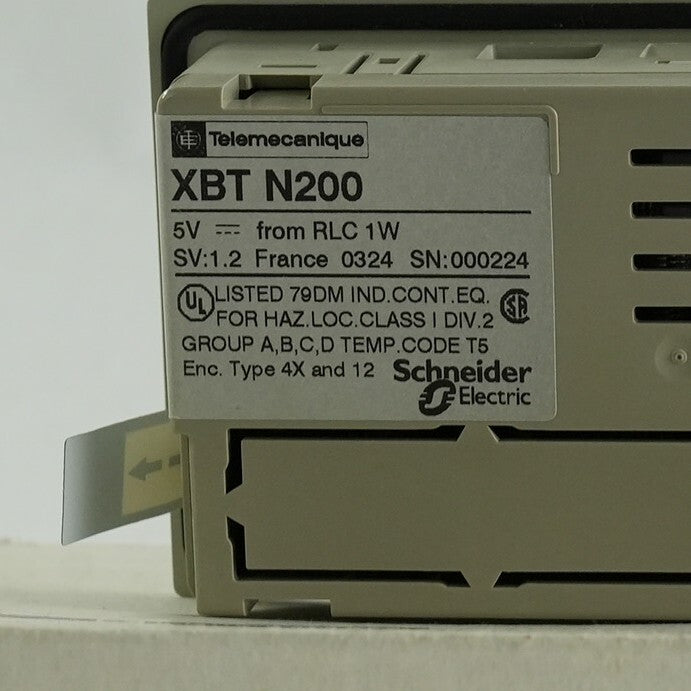 Telemecanique
XBT N200
5V ⎓ from RLC 1W
SV:1.2 France 0324 SN:000224
UL LISTED 79DM IND.CONT.EQ.
FOR HAZ.LOC.CLASS I DIV.2
GROUP A,B,C,D TEMP.CODE T5
Enc. Type 4X and 12
Schneider
Electric